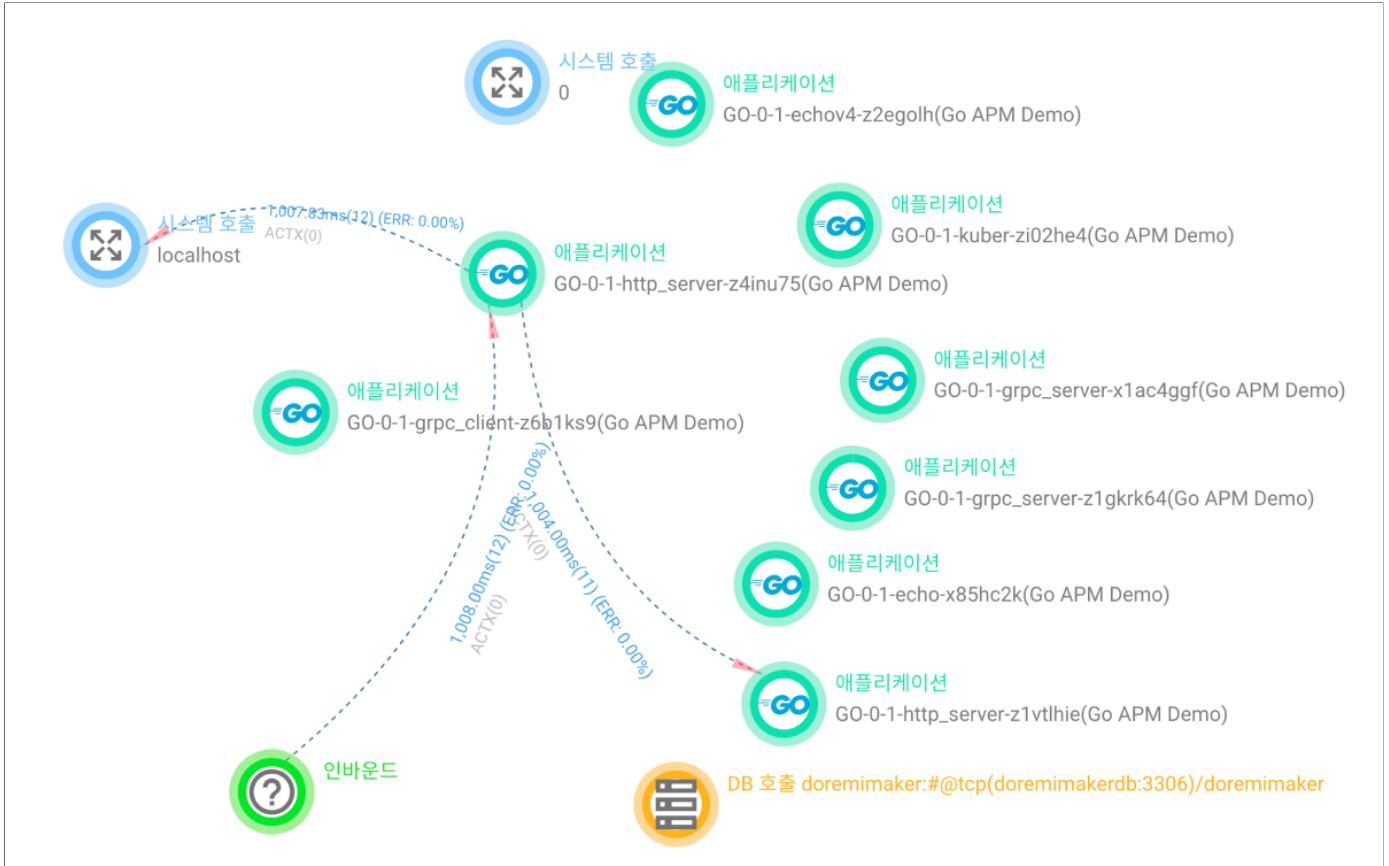 시스템 호출
0
GO
애플리케이션
GO-0-1-echov4-z2egolh(Go APM Demo)
시스템 호출
localhost
1,007.83ms(12) (ERR: 0.00%)
ACTX(0)
GO
애플리케이션
GO-0-1-kuber-zi02he4(Go APM Demo)
GO
애플리케이션
GO-0-1-http_server-z4inu75(Go APM Demo)
GO
애플리케이션
GO-0-1-grpc_server-x1ac4ggf(Go APM Demo)
GO
애플리케이션
GO-0-1-grpc_client-z6b1ks9(Go APM Demo)
GO
애플리케이션
GO-0-1-grpc_server-z1gkrk64(Go APM Demo)
1,008.00ms(12) (ERR: 0.00%)
ACTX(0)
1,004.00ms(11) (ERR: 0.00%)
ACTX(0)
GO
애플리케이션
GO-0-1-echo-x85hc2k(Go APM Demo)
GO
애플리케이션
GO-0-1-http_server-z1vtlhie(Go APM Demo)
?
인바운드
DB 호출 doremimaker:#@tcp(doremimakerdb:3306)/doremimaker